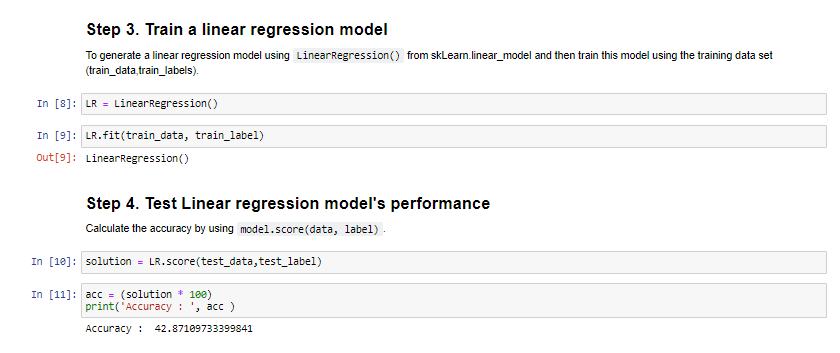 Step 3. Train a linear regression model
To generate a linear regression model using LinearRegression() from skLearn.linear_model and then train this model using the training data set
(train_data,train_labels).
In [8]: LR = LinearRegression()
In [9]: LR.fit(train_data, train_label)
Out[9]: LinearRegression()
Step 4. Test Linear regression model's performance
Calculate the accuracy by using model.score(data, label).
In [10]: solution = LR.score(test_data,test_label)
In [11]: acc = (solution * 100)
print('Accuracy : ', acc )
Accuracy :  42.87109733399841